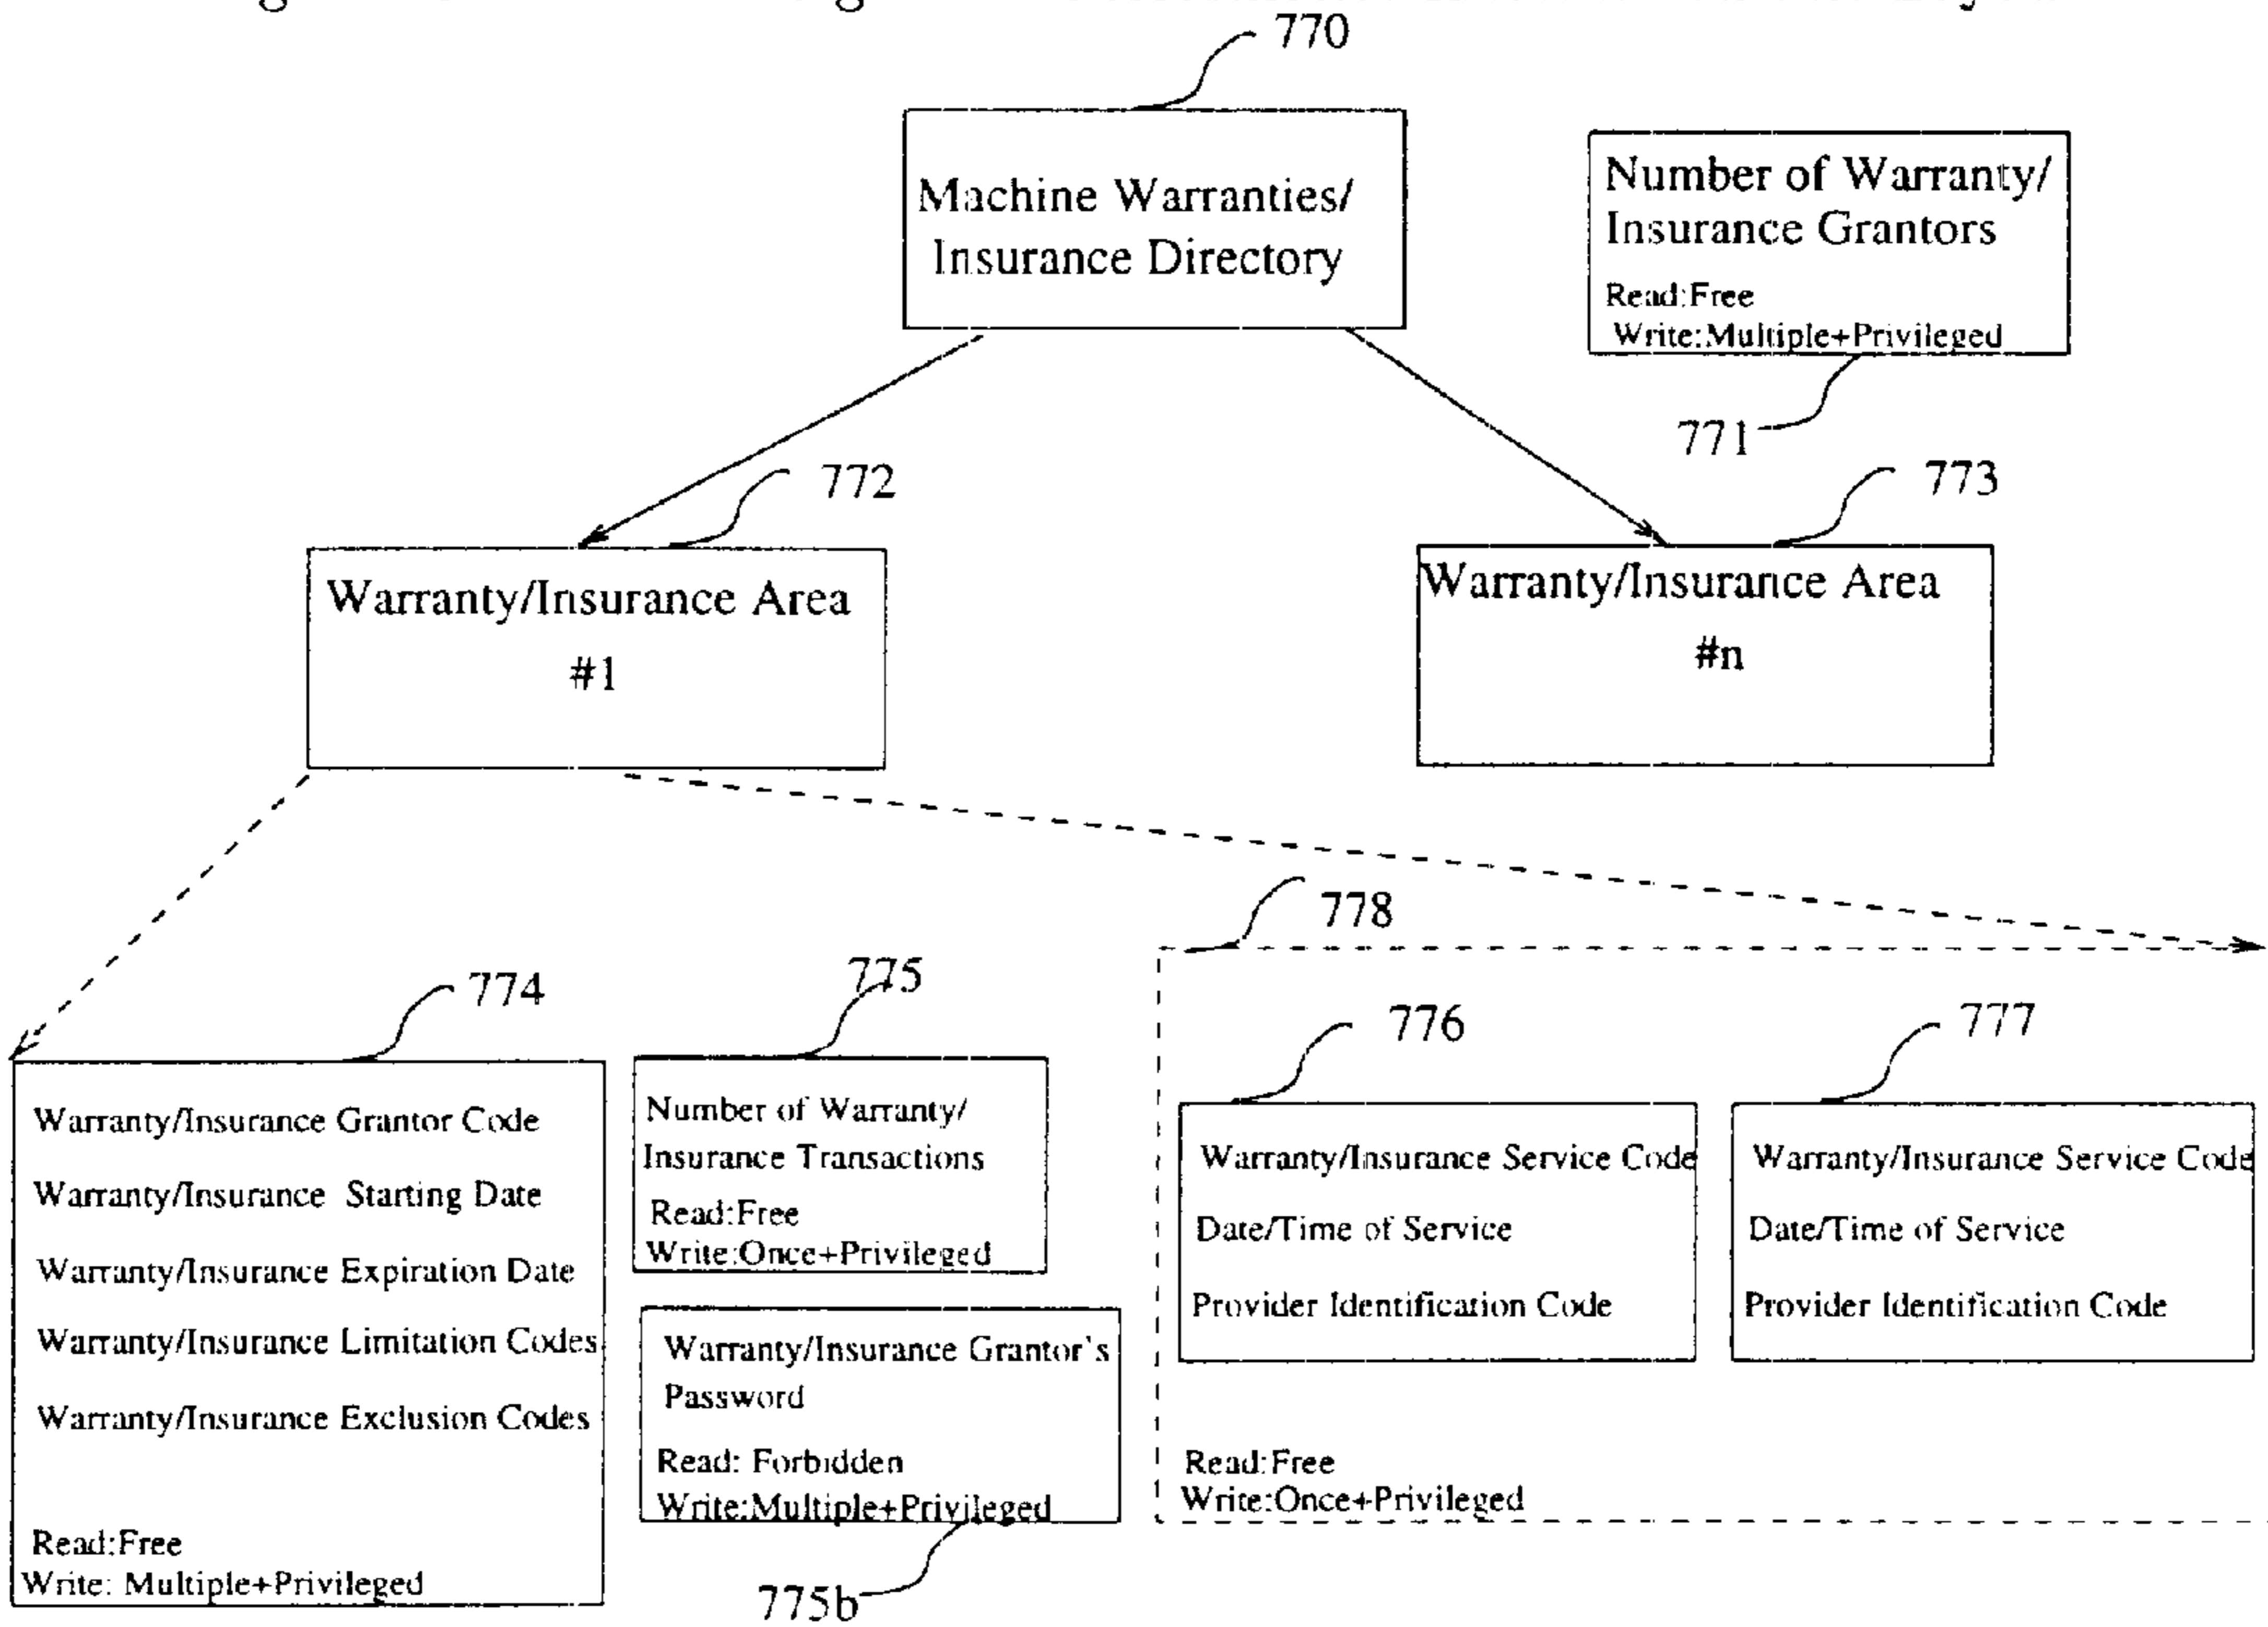 770
Machine Warranties/
Insurance Directory
Number of Warranty/
Insurance Grantors
Read:Free
Write:Multiple+Privileged
771
772
773
Warranty/Insurance Area
#1
Warranty/Insurance Area
#n
778
774
775
776
777
Warranty/Insurance Grantor Code
Warranty/Insurance Starting Date
Warranty/Insurance Expiration Date
Warranty/Insurance Limitation Codes
Warranty/Insurance Exclusion Codes
Read:Free
Write: Multiple+Privileged
Number of Warranty/
Insurance Transactions
Read:Free
Write:Once+Privileged
Warranty/Insurance Grantor's
Password
Read: Forbidden
Write:Multiple+Privileged
775b
Warranty/Insurance Service Code
Date/Time of Service
Provider Identification Code
Warranty/Insurance Service Code
Date/Time of Service
Provider Identification Code
Read:Free
Write:Once+Privileged